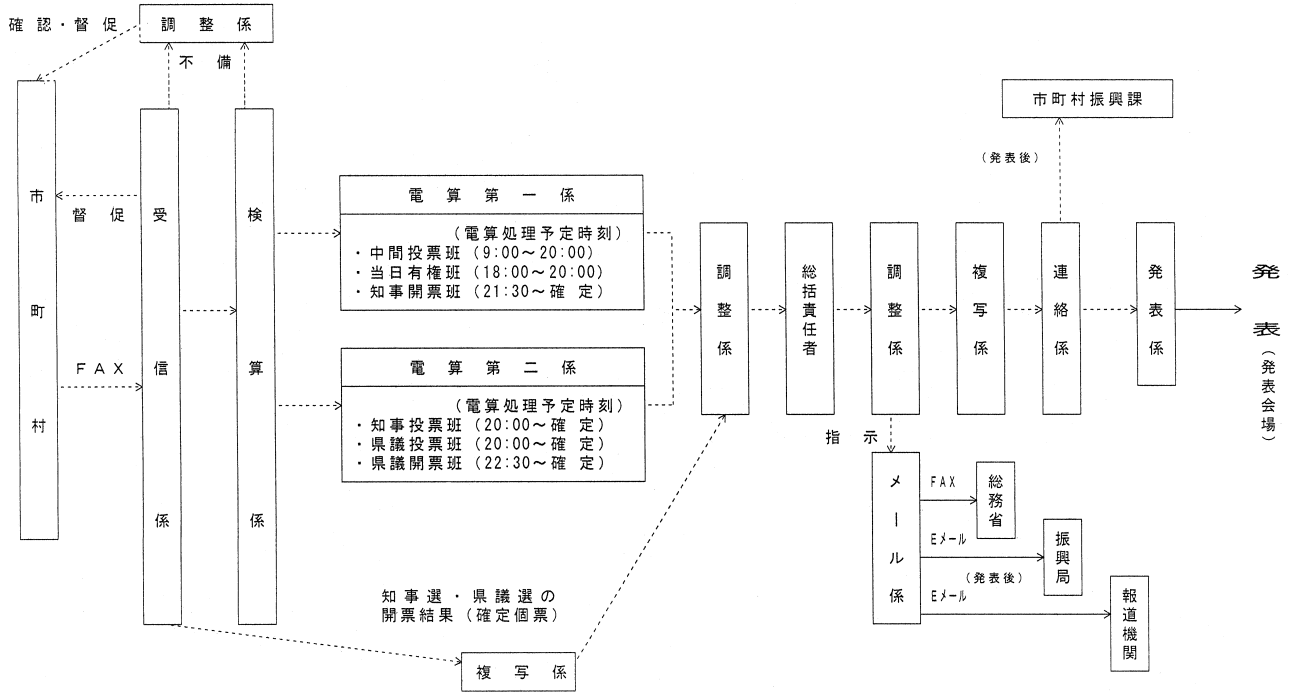 確認・督促
調整係
不備
市町村
督促
FAX
受信係
検算係
電算第一係
（電算処理予定時刻）
・中間投票班（9:00～20:00）
・当日有権班（18:00～20:00）
・知事開票班（21:30～確定）
電算第二係
（電算処理予定時刻）
・知事投票班（20:00～確定）
・県議投票班（20:00～確定）
・県議開票班（22:30～確定）
知事選・県議選の
開票結果（確定個票）
複写係
調整係
総括責任者
調整係
複写係
連絡係
発表係
発表
（発表会場）
市町村振興課
（発表後）
指示
メール係
FAX
総務省
Eメール
振興局
（発表後）
Eメール
報道機関